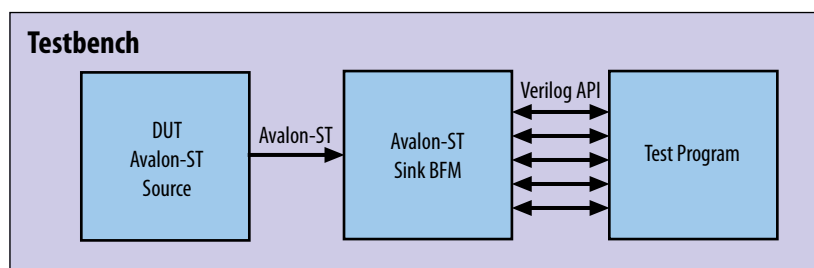 Testbench
DUT
Avalon-ST
Source
Avalon-ST
Avalon-ST
Sink BFM
Verilog API
Test Program